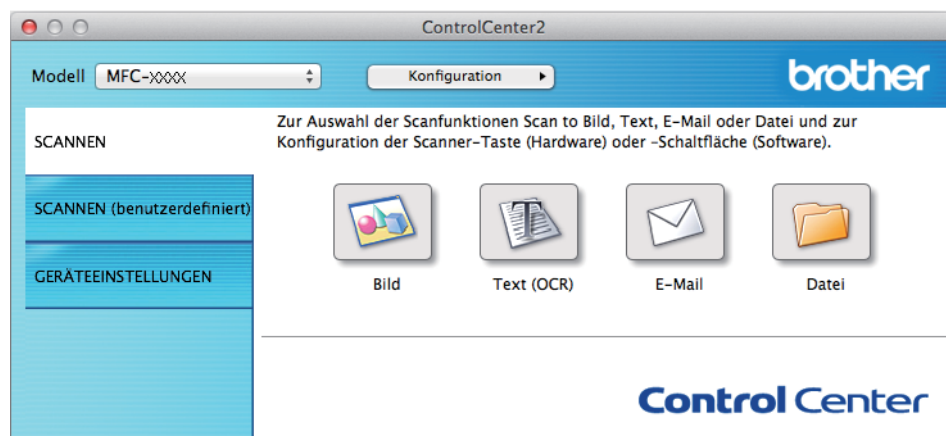 ControlCenter2
Modell MFC-XXXX Konfiguration
brother
SCANNEN
Zur Auswahl der Scanfunktionen Scan to Bild, Text, E-Mail oder Datei und zur
Konfiguration der Scanner-Taste (Hardware) oder -Schaltfläche (Software).
SCANNEN (benutzerdefiniert)
GERÄTEEINSTELLUNGEN
Bild Text (OCR) E-Mail Datei
Control Center